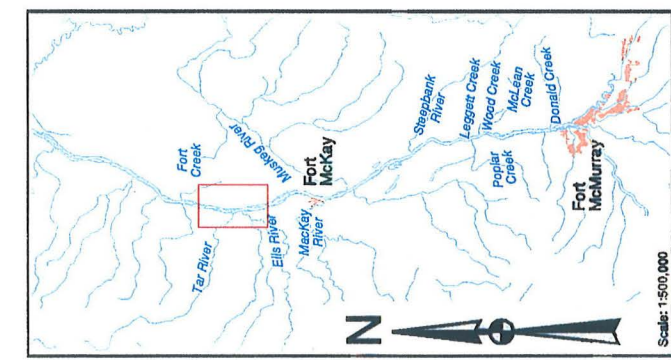 Fort
Creek
Muskeg River
Tar River
Ells River
MacKay
River
Fort
McKay
Steepbank
River
Leggett Creek
Wood Creek
McLean
Creek
Donald Creek
Poplar
Creek
Fort
McMurray
N
Scale: 1:500,000